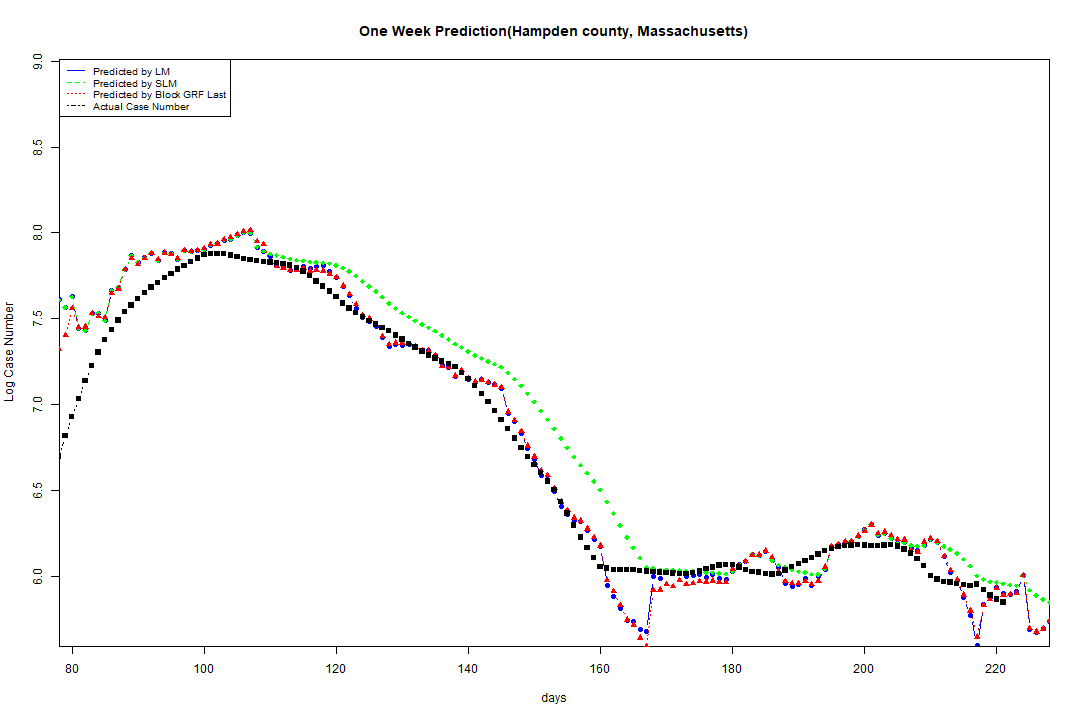 One Week Prediction(Hampden county, Massachusetts)
Predicted by LM
Predicted by SLM
Predicted by Block GRF Last
Actual Case Number
Log Case Number
9.0
8.5
8.0
7.5
7.0
6.5
6.0
80 100 120 140 160 180 200 220
days